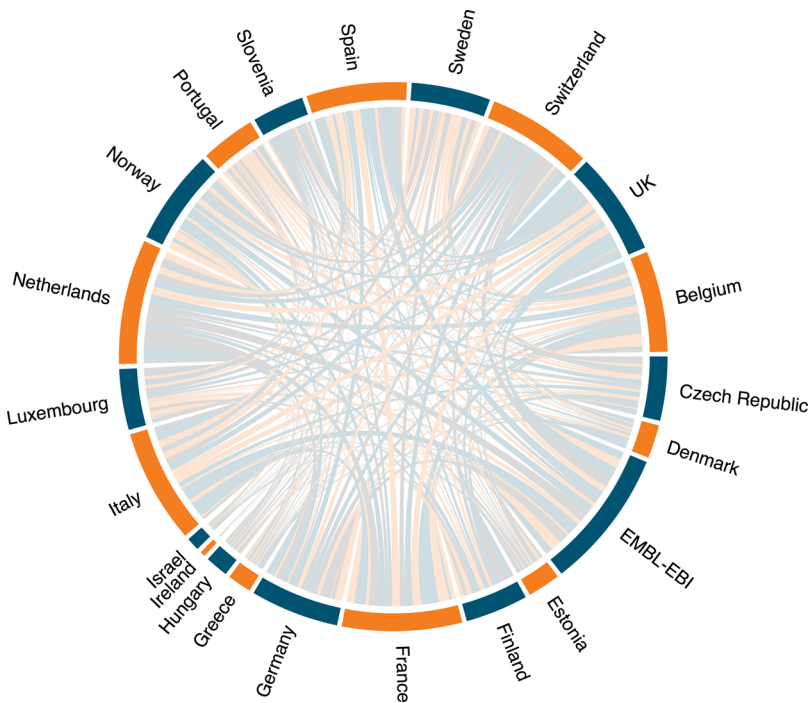 Spain
Sweden
Switzerland
UK
Belgium
Czech Republic
Denmark
EMBL-EBI
Estonia
Finland
France
Germany
Greece
Hungary
Ireland
Israel
Italy
Luxembourg
Netherlands
Norway
Portugal
Slovenia